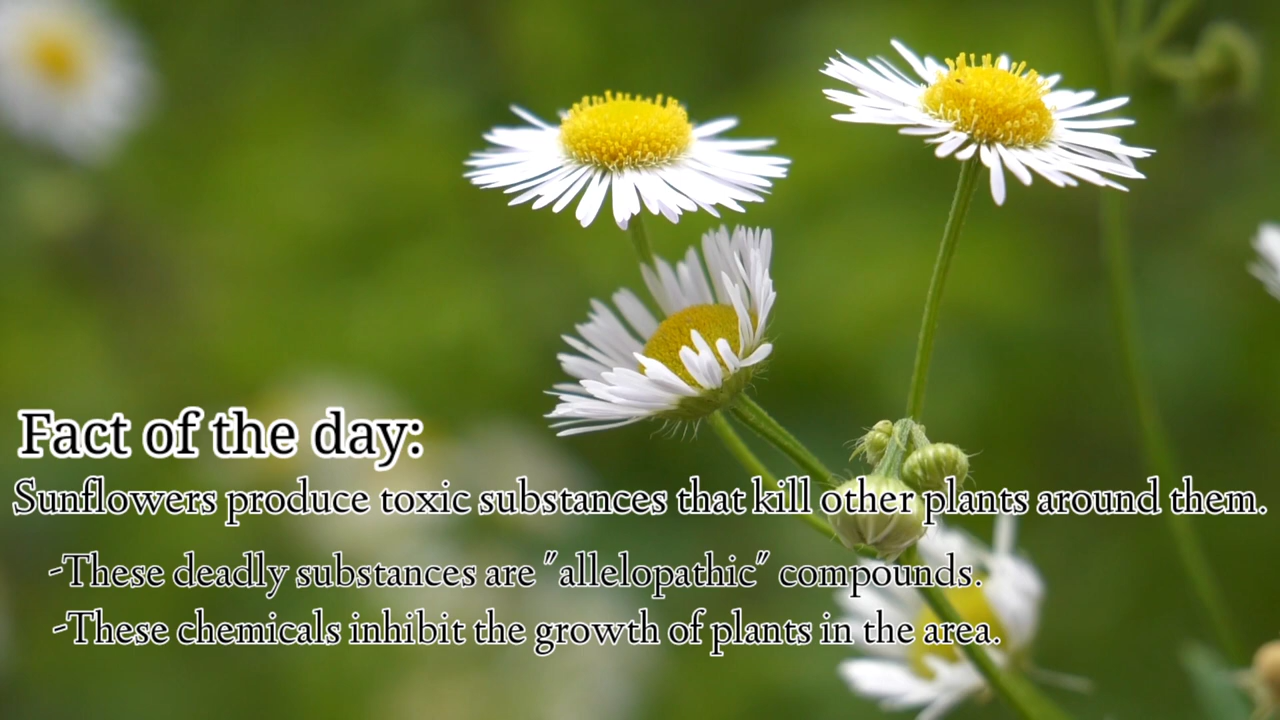 Fact of the day:
Sunflowers produce toxic substances that kill other plants around them.
-These deadly substances are "allelopathic" compounds.
-These chemicals inhibit the growth of plants in the area.